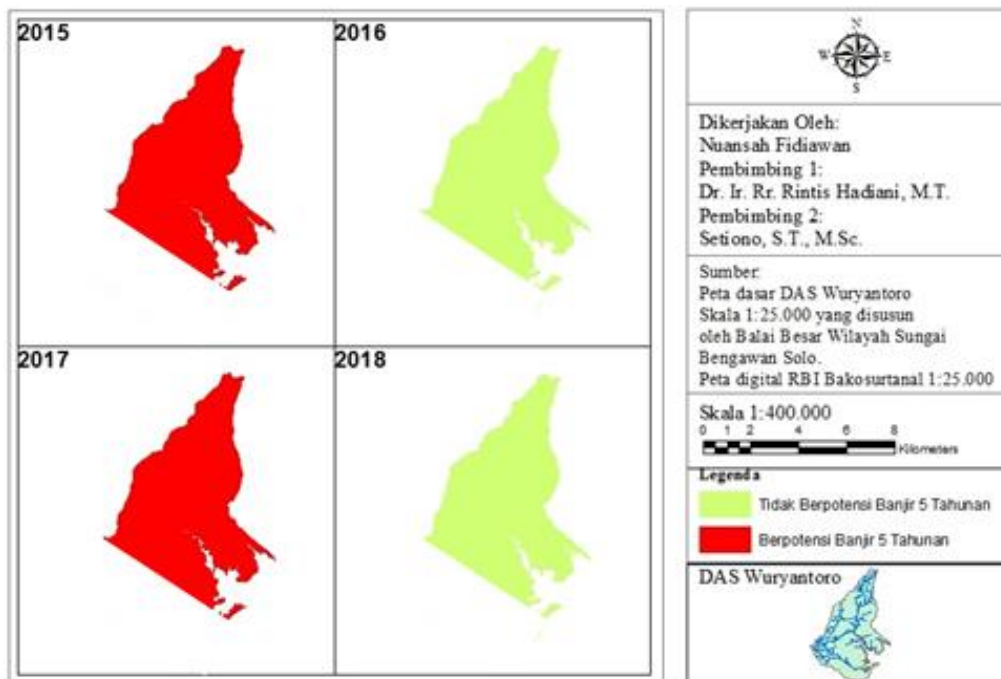 2015
2016
2017
2018
N
W E
S
Dikerjakan Oleh:
Nuansah Fidiawan
Pembimbing 1:
Dr. Ir. Rr. Rintis Hadiani, M.T.
Pembimbing 2:
Setiono, S.T., M.Sc.
Sumber:
Peta dasar DAS Wuryantoro
Skala 1:25.000 yang disusun
oleh Balai Besar Wilayah Sungai
Bengawan Solo.
Peta digital RBI Bakosurtanal 1:25.000
Skala 1:400.000
0 1 2 4 6 8
Kilometers
Legenda
Tidak Berpotensi Banjir 5 Tahunan
Berpotensi Banjir 5 Tahunan
DAS Wuryantoro